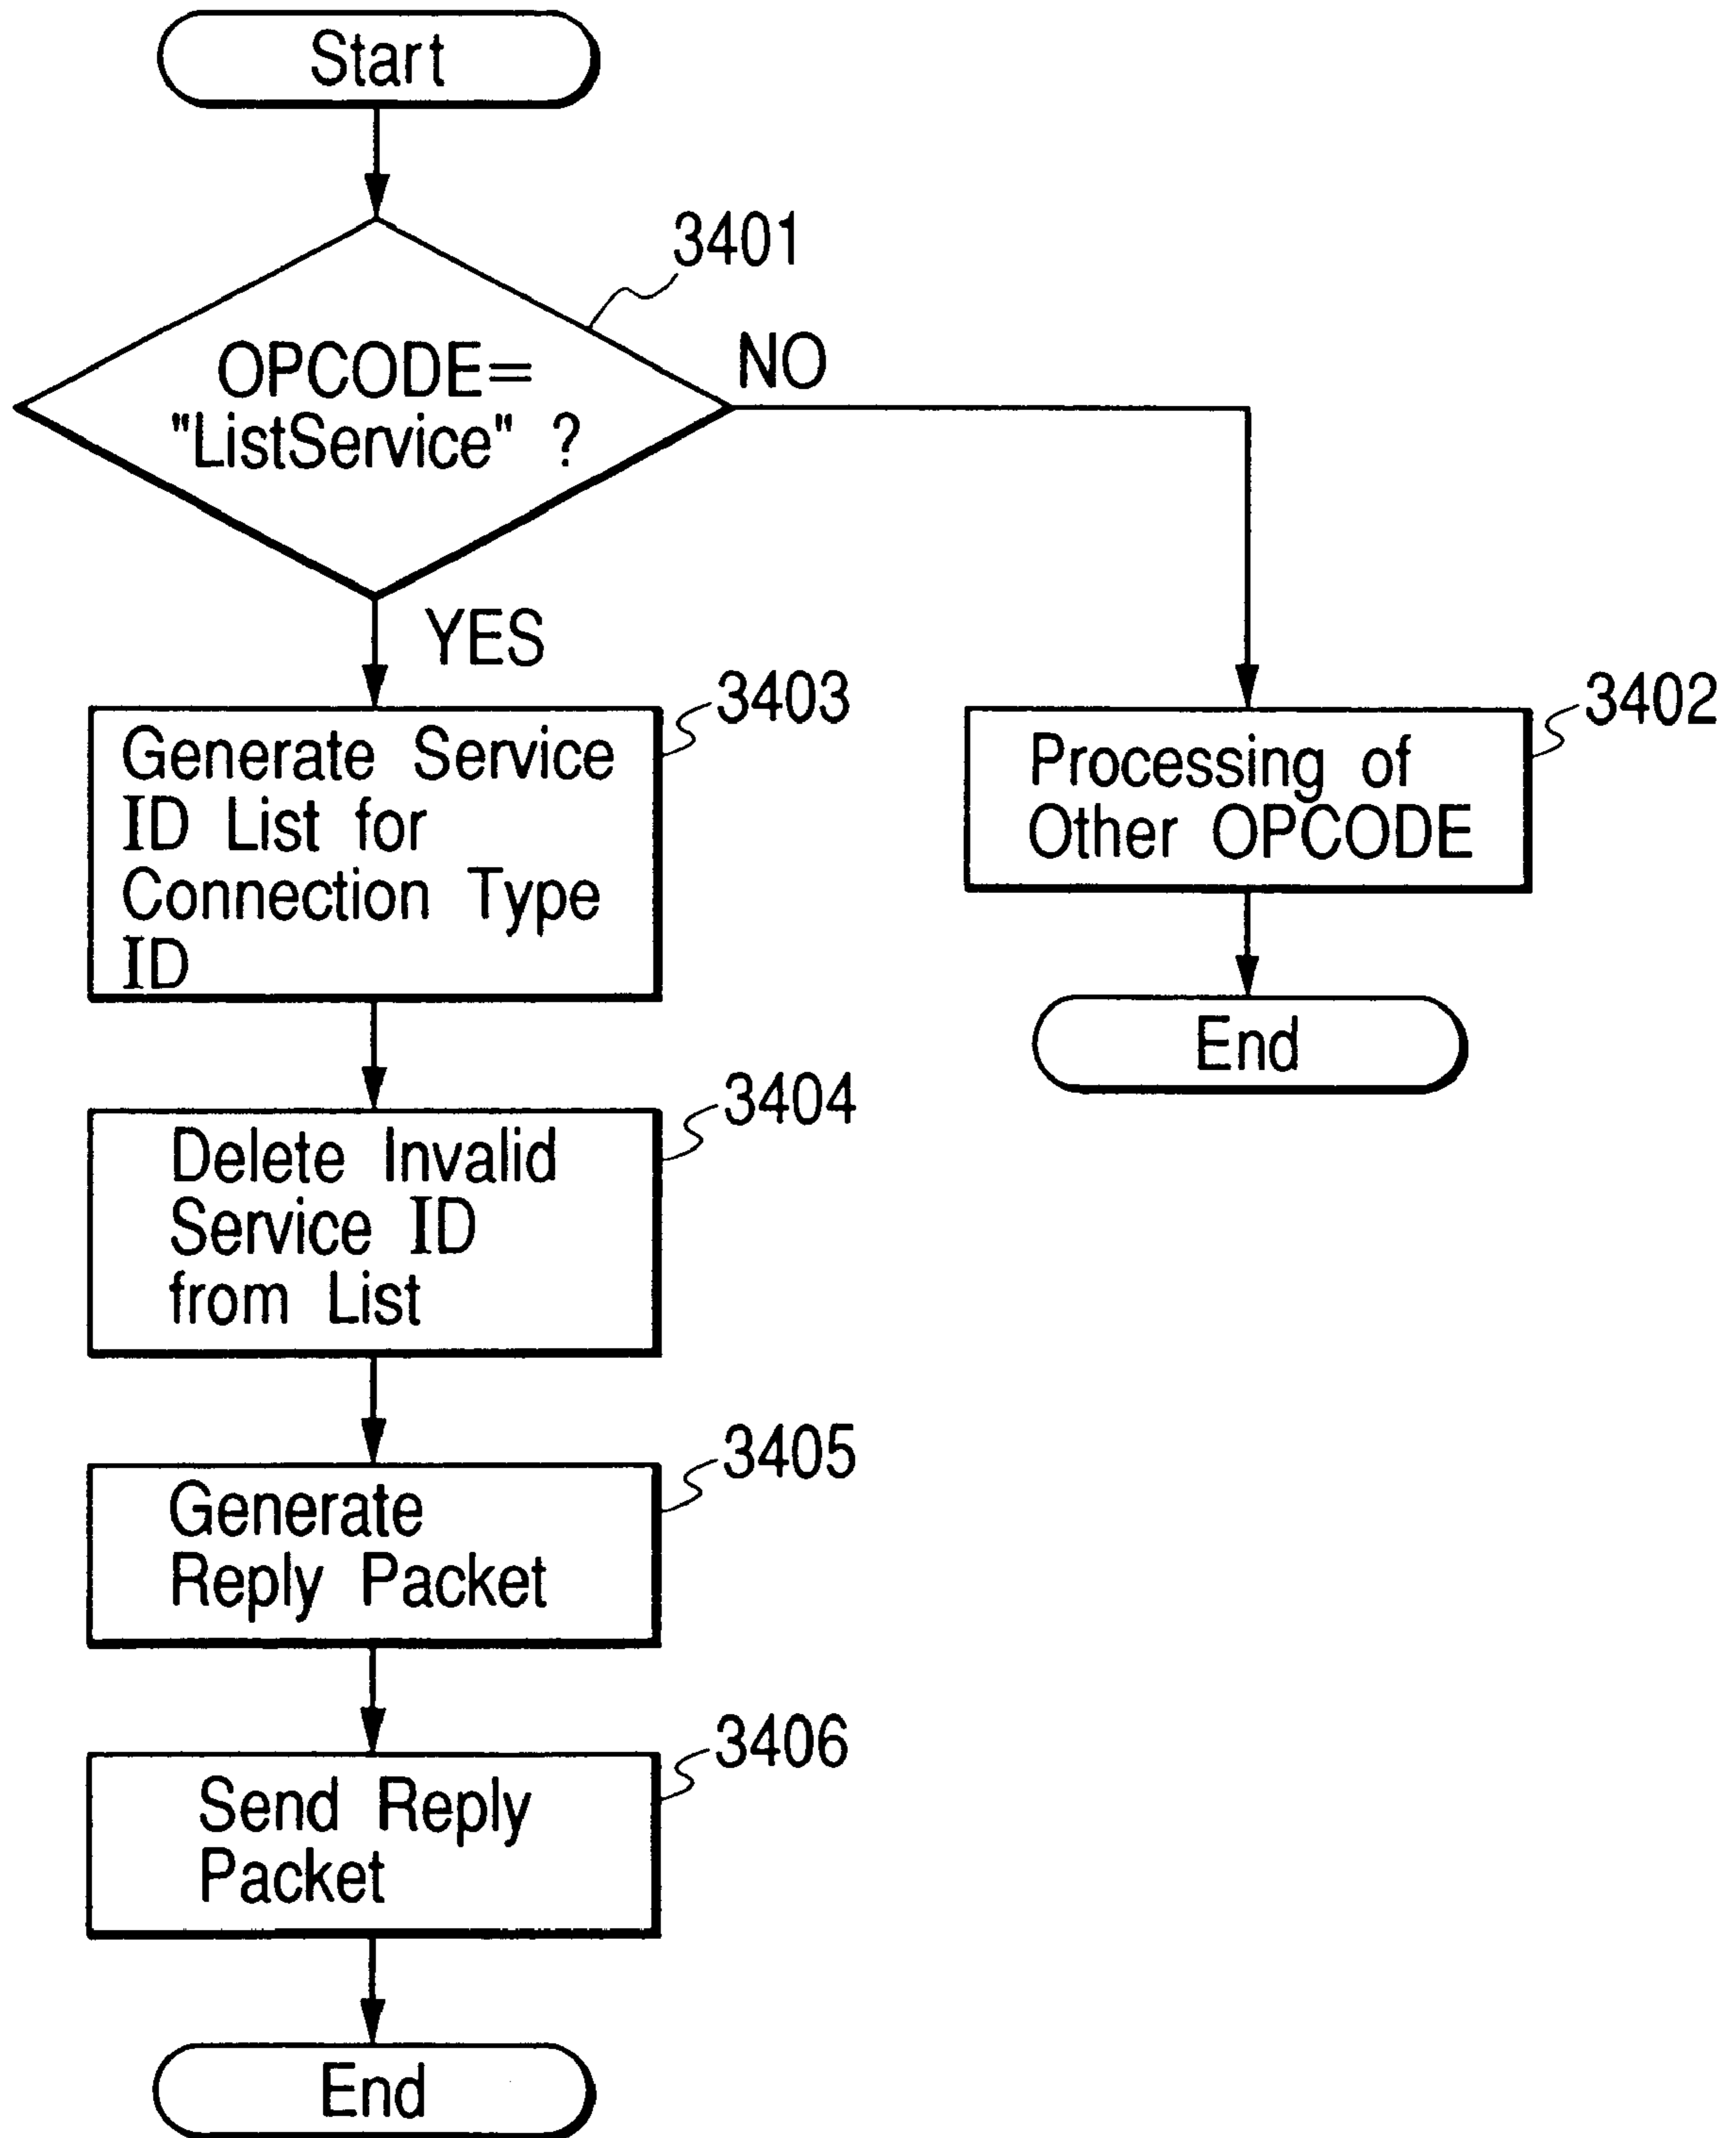 Start
3401
OPCODE=
"ListService" ?
NO
YES
3403
Generate Service
ID List for
Connection Type
ID
3402
Processing of
Other OPCODE
End
3404
Delete Invalid
Service ID
from List
3405
Generate
Reply Packet
3406
Send Reply
Packet
End